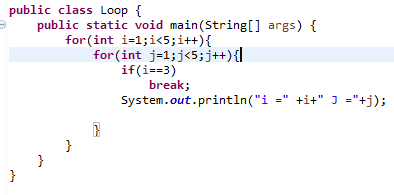 public class Loop {
public static void main(String[] args) {
for(int i=1;i<5;i++){
for(int j=1;j<5;j++){
if(i==3)
break;
System.out.println("i =" +i+" J ="+j);
}
}
}
}